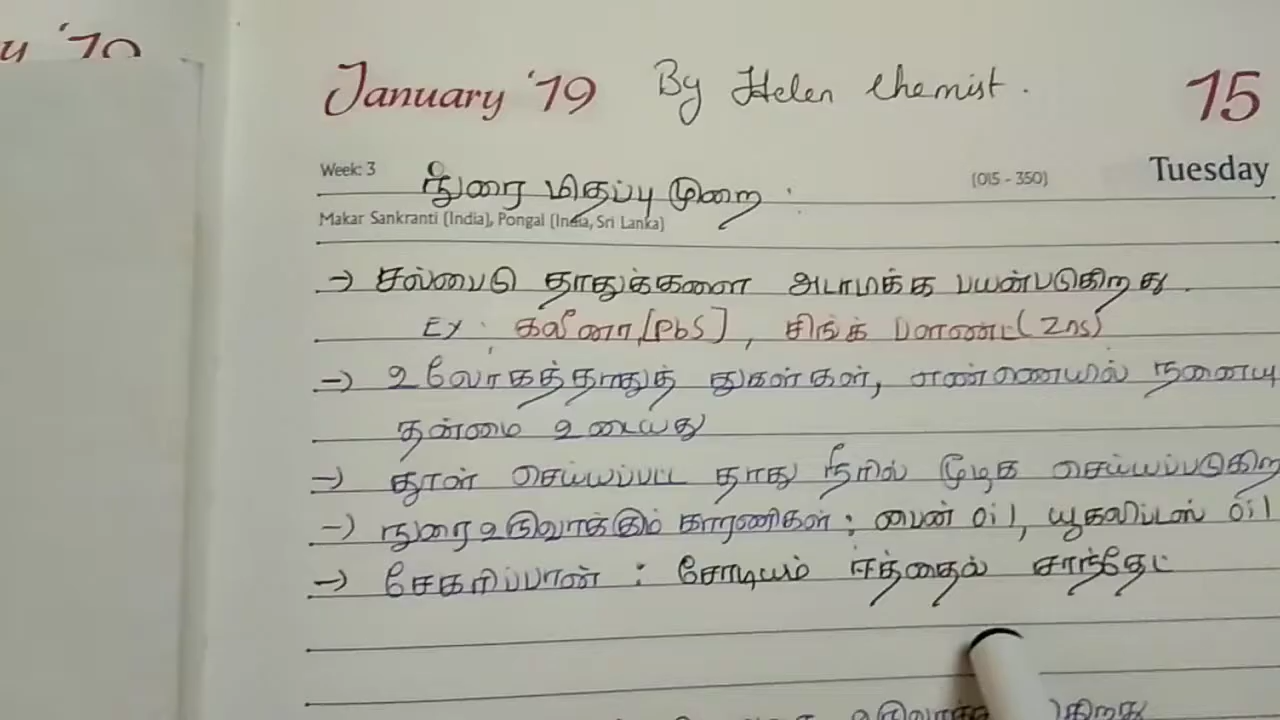 y '19
January '19 By Helen Chemist. 15
Week: 3 (015 - 350) Tuesday
நுரை மிதப்பு முறை :
Makar Sankranti (India), Pongal (India, Sri Lanka)
→ சல்பைடு தாதுக்களை அடர்பிக்க பயன்படுகிறது.
Ex : கலீனா [PbS], சிங்க் பிளண்ட் (ZnS)
→ உலோகத்தாதுத் துகள்கள், எண்ணெயில் நனையு
தன்மை உடையது
→ தூள் செய்யப்பட்ட தாது நீரில் மூழ்க செய்யப்படுகிற
→ நுரை உருவாக்கும் காரணிகள் : பைன் Oil, யூகலிப்டஸ் Oil
→ சேகரிப்பான் : சோடியம் ஈத்தைல் சாந்தேட்